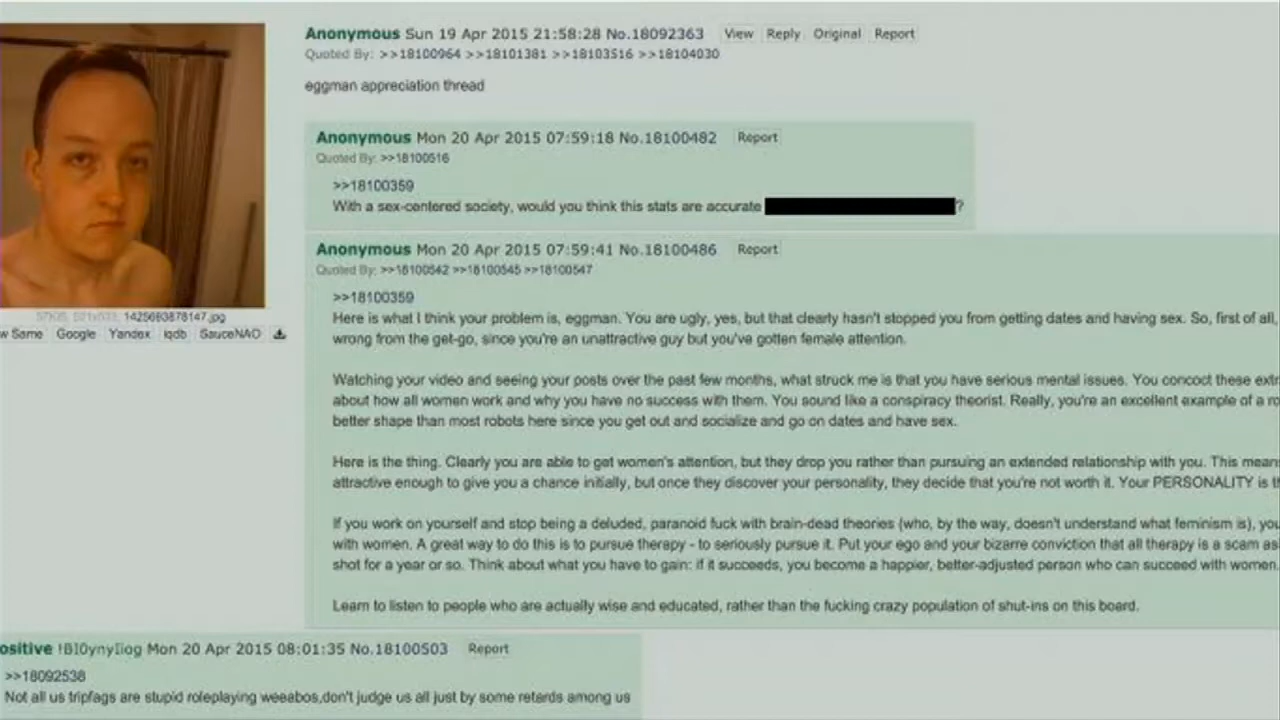 Anonymous Sun 19 Apr 2015 21:58:28 No.18092363 View Reply Original Report
Quoted By: >>18100964 >>18101381 >>18103516 >>18104030
eggman appreciation thread
Anonymous Mon 20 Apr 2015 07:59:18 No.18100482 Report
Quoted By: >>18100516
>>18100359
With a sex-centered society, would you think this stats are accurate ?
Anonymous Mon 20 Apr 2015 07:59:41 No.18100486 Report
Quoted By: >>18100542 >>18100545 >>18100547
>>18100359
Here is what I think your problem is, eggman. You are ugly, yes, but that clearly hasn't stopped you from getting dates and having sex. So, first of all,
wrong from the get-go, since you're an unattractive guy but you've gotten female attention.
Watching your video and seeing your posts over the past few months, what struck me is that you have serious mental issues. You concoct these extr
about how all women work and why you have no success with them. You sound like a conspiracy theorist. Really, you're an excellent example of a ro
better shape than most robots here since you get out and socialize and go on dates and have sex.
Here is the thing. Clearly you are able to get women's attention, but they drop you rather than pursuing an extended relationship with you. This mean
attractive enough to give you a chance initially, but once they discover your personality, they decide that you're not worth it. Your PERSONALITY is t
If you work on yourself and stop being a deluded, paranoid fuck with brain-dead theories (who, by the way, doesn't understand what feminism is), you
with women. A great way to do this is to pursue therapy - to seriously pursue it. Put your ego and your bizarre conviction that all therapy is a scam as
shot for a year or so. Think about what you have to gain: if it succeeds, you become a happier, better-adjusted person who can succeed with women.
Learn to listen to people who are actually wise and educated, rather than the fucking crazy population of shut-ins on this board.
1425693878147.jpg
w Same Google Yandex iqdb SauceNAO
ositive !BI0ynyIiog Mon 20 Apr 2015 08:01:35 No.18100503 Report
>>18092538
Not all us tripfags are stupid roleplaying weeabos,don't judge us all just by some retards among us